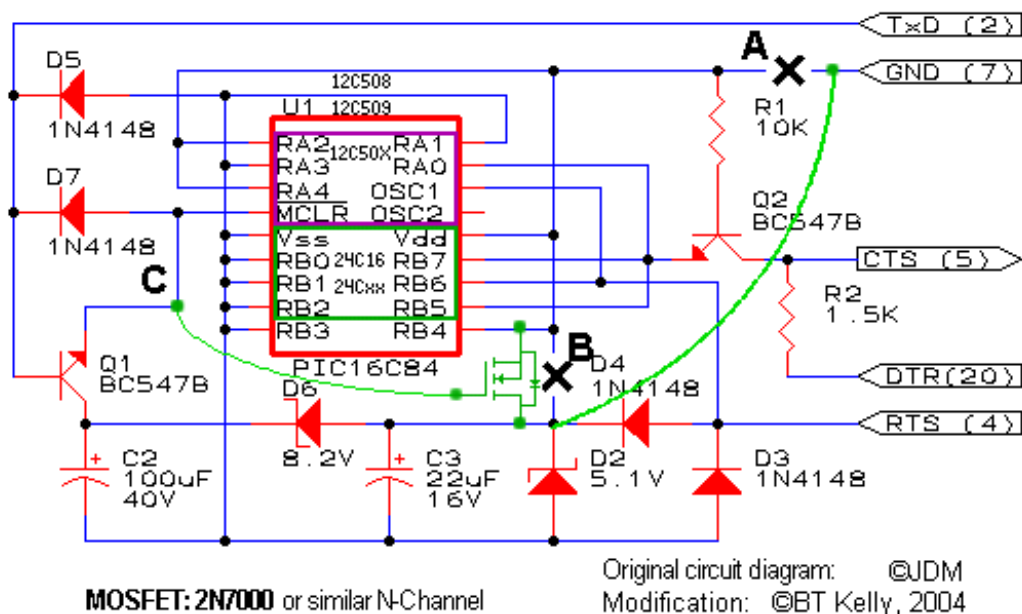 TxD (2)
A
GND (7)
D5
1N4148
12C508
U1 12C509
R1
10K
RA2 12C50X RA1
RA3 RA0
RA4 OSC1
MCLR OSC2
Vss Vdd
RB0 24C16 RB7
RB1 24Cxx RB6
RB2 RB5
RB3 RB4
PIC16C84
D7
1N4148
Q2
BC547B
CTS (5)
C
R2
1.5K
B
Q1
BC547B
D6
8.2V
D4
1N4148
DTR(20)
RTS (4)
C2
100uF
40V
C3
22uF
16V
D2
5.1V
D3
1N4148
MOSFET: 2N7000 or similar N-Channel
Original circuit diagram: ©JDM
Modification: ©BT Kelly, 2004